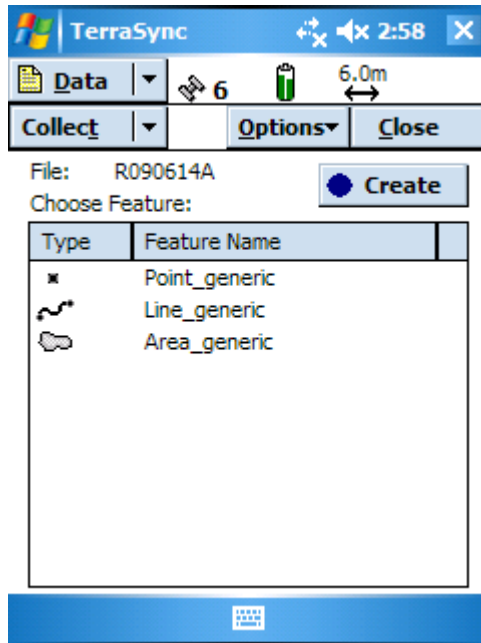 TerraSync 2:58
Data 6 6.0m
Collect Options Close
File: R090614A
Create
Choose Feature:
Type Feature Name
Point_generic
Line_generic
Area_generic